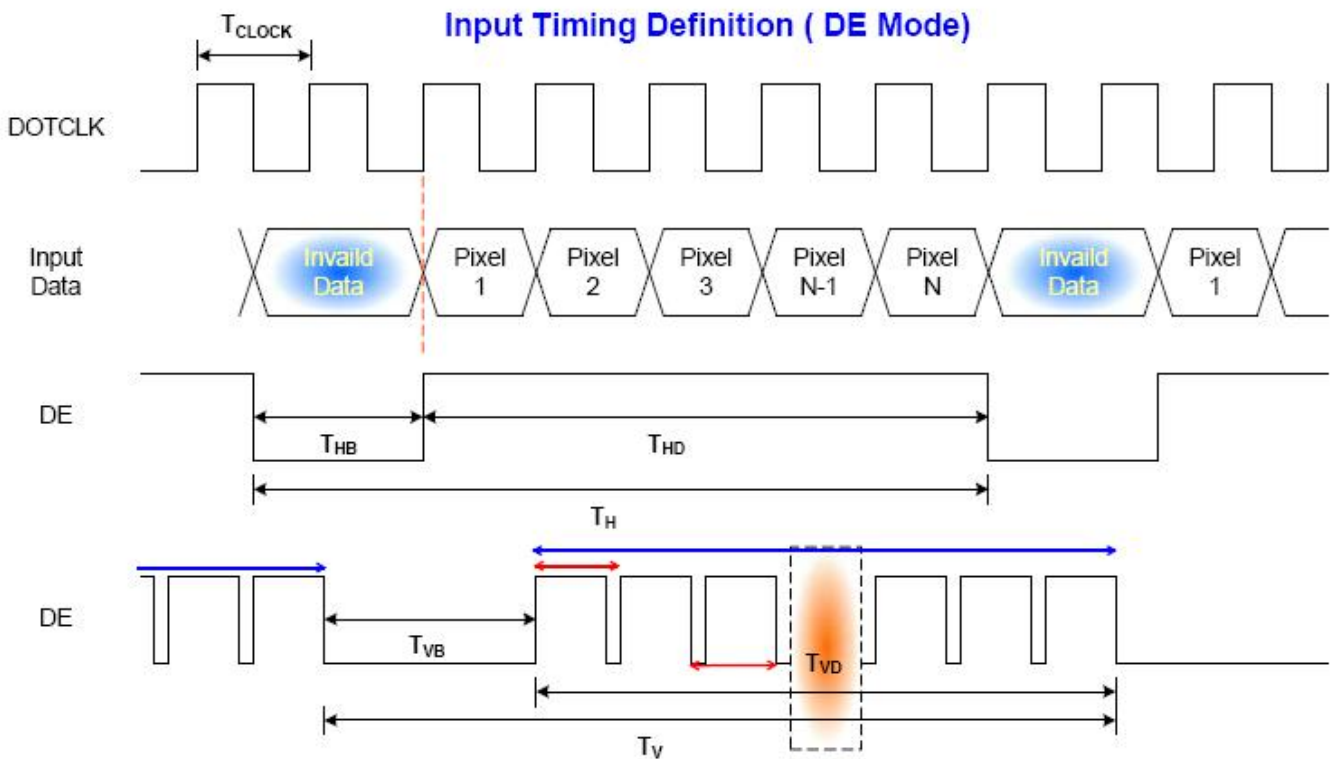 Input Timing Definition ( DE Mode)
TCLOCK
DOTCLK
Input
Data
Invaild
Data
Pixel
1
Pixel
2
Pixel
3
Pixel
N-1
Pixel
N
Invaild
Data
Pixel
1
DE
THB
THD
TH
DE
TVB
TVD
TV